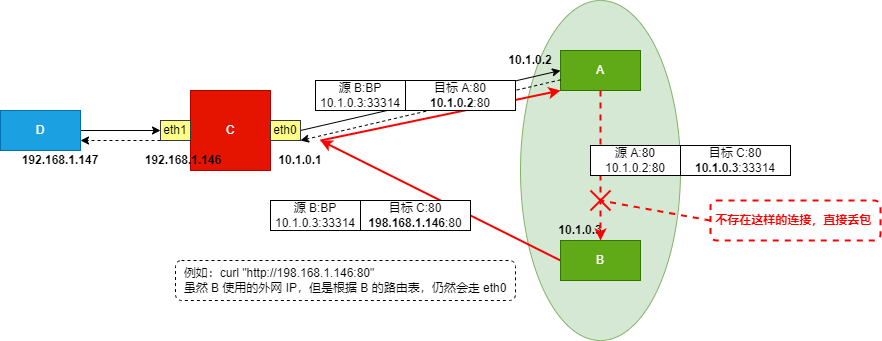 10.1.0.2
A
源 B:BP
10.1.0.3:33314
目标 A:80
10.1.0.2:80
D
eth1
C
eth0
192.168.1.147
192.168.1.146
10.1.0.1
源 A:80
10.1.0.2:80
目标 C:80
10.1.0.3:33314
源 B:BP
10.1.0.3:33314
目标 C:80
198.168.1.146:80
不存在这样的连接，直接丢包
10.1.0.3
B
例如：curl "http://198.168.1.146:80"
虽然 B 使用的外网 IP，但是根据 B 的路由表，仍然会走 eth0